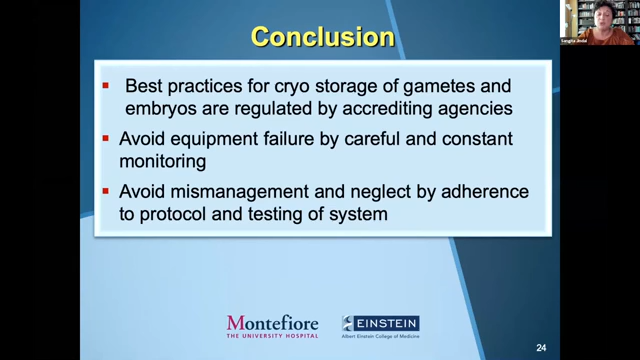 Conclusion
Best practices for cryo storage of gametes and
embryos are regulated by accrediting agencies
Avoid equipment failure by careful and constant
monitoring
Avoid mismanagement and neglect by adherence
to protocol and testing of system
Montefiore
THE UNIVERSITY HOSPITAL
EINSTEIN
Albert Einstein College of Medicine
24
Sangita Jindal